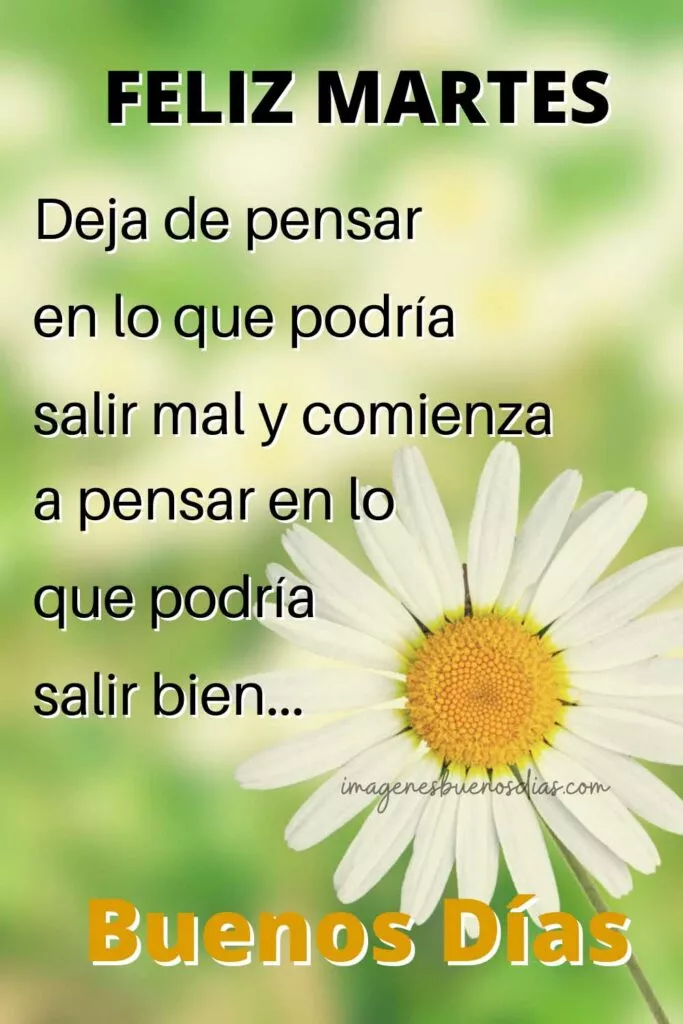 FELIZ MARTES
Deja de pensar
en lo que podría
salir mal y comienza
a pensar en lo
que podría
salir bien...
imagenesbuenosdias.com
Buenos Días